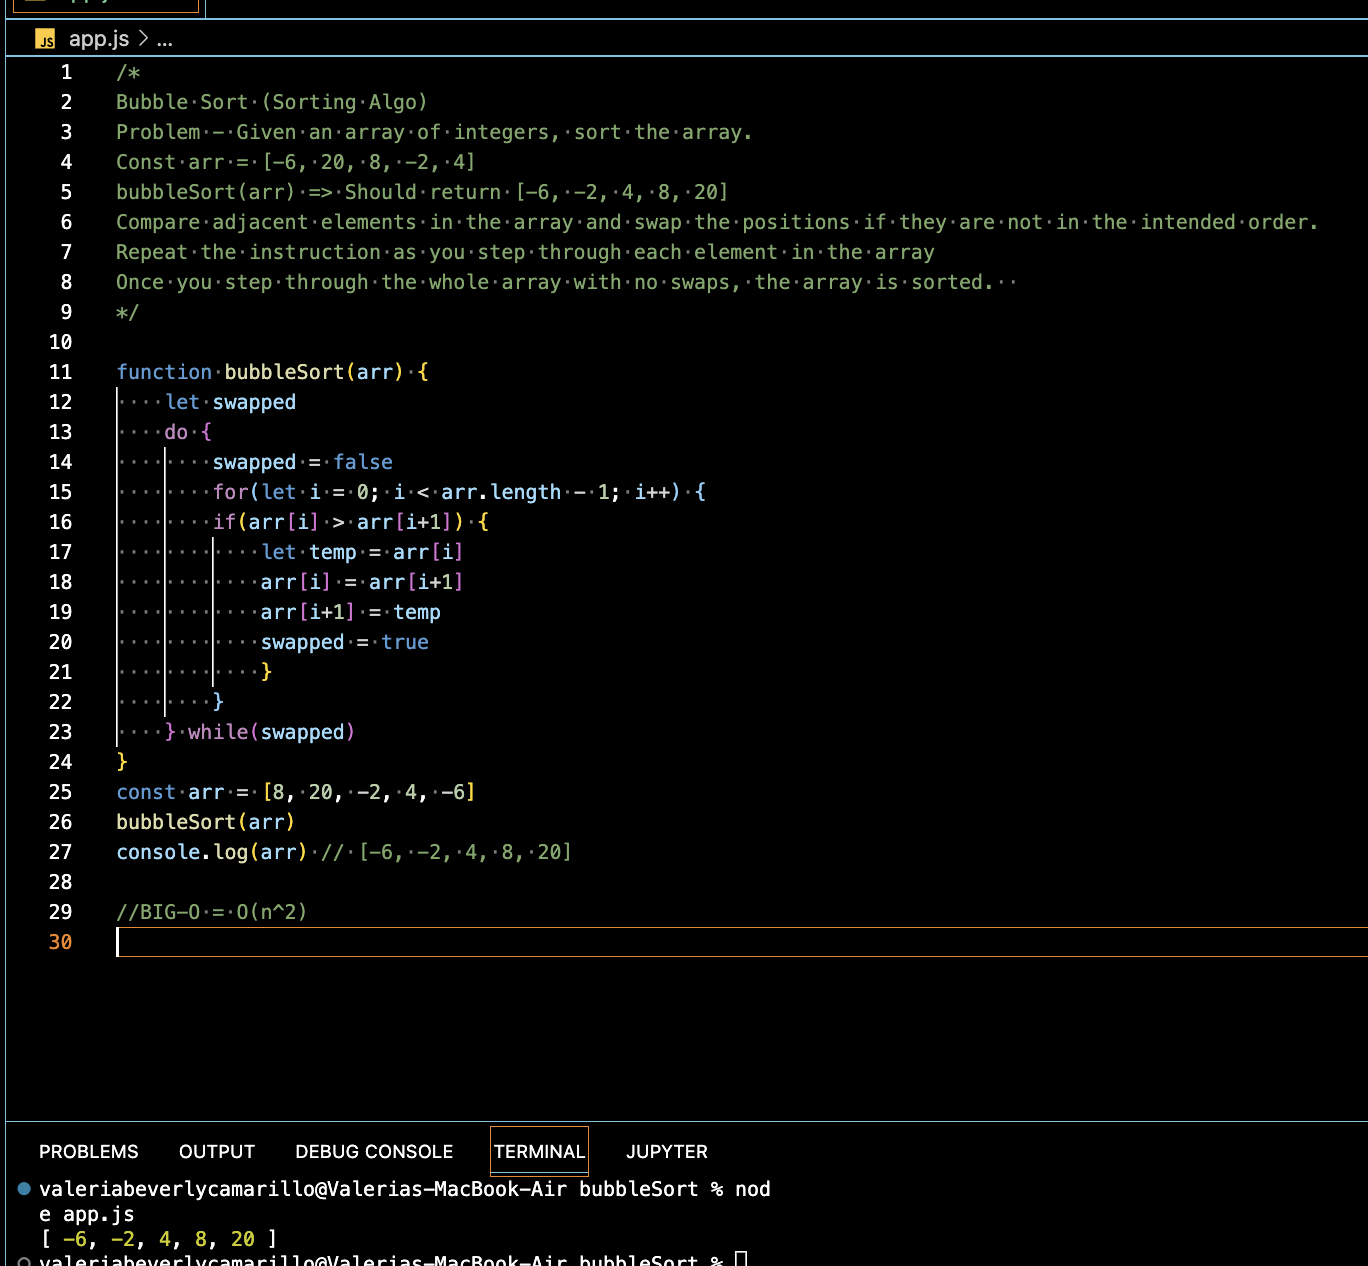 JS app.js > ...
1 /*
2 Bubble Sort (Sorting Algo)
3 Problem - Given an array of integers, sort the array.
4 Const arr = [-6, 20, 8, -2, 4]
5 bubbleSort(arr) => Should return [-6, -2, 4, 8, 20]
6 Compare adjacent elements in the array and swap the positions if they are not in the intended order.
7 Repeat the instruction as you step through each element in the array
8 Once you step through the whole array with no swaps, the array is sorted.
9 */
10
11 function bubbleSort(arr) {
12     let swapped
13     do {
14         swapped = false
15         for(let i = 0; i < arr.length - 1; i++) {
16         if(arr[i] > arr[i+1]) {
17             let temp = arr[i]
18             arr[i] = arr[i+1]
19             arr[i+1] = temp
20             swapped = true
21             }
22         }
23     } while(swapped)
24 }
25 const arr = [8, 20, -2, 4, -6]
26 bubbleSort(arr)
27 console.log(arr) // [-6, -2, 4, 8, 20]
28
29 //BIG-O = O(n^2)
30
PROBLEMS OUTPUT DEBUG CONSOLE TERMINAL JUPYTER
valeriabeverlycamarillo@Valerias-MacBook-Air bubbleSort % nod
e app.js
[ -6, -2, 4, 8, 20 ]
valeriabeverlycamarillo@Valerias-MacBook-Air bubbleSort %